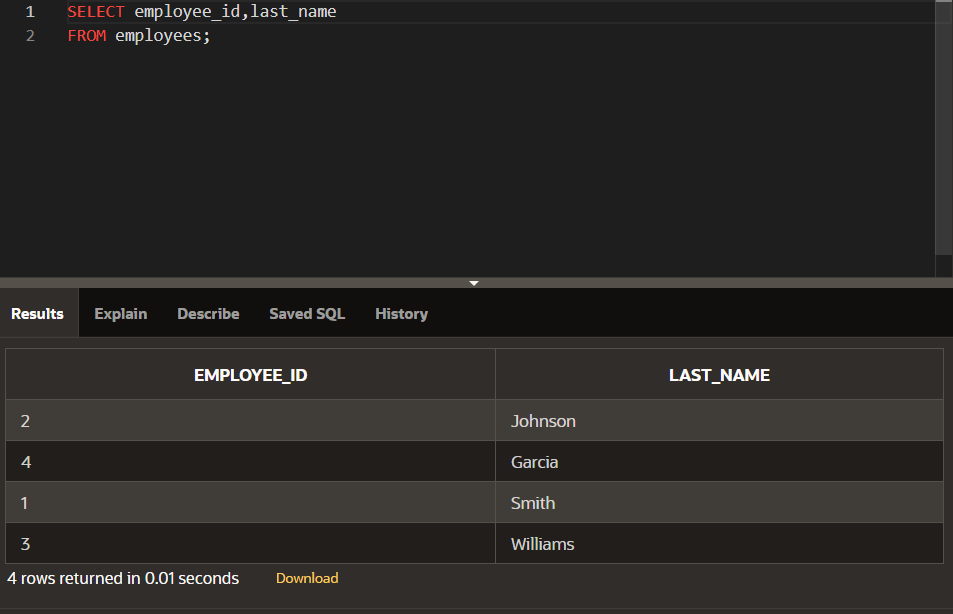 1 SELECT employee_id,last_name
2 FROM employees;
Results Explain Describe Saved SQL History
EMPLOYEE_ID LAST_NAME
2 Johnson
4 Garcia
1 Smith
3 Williams
4 rows returned in 0.01 seconds Download